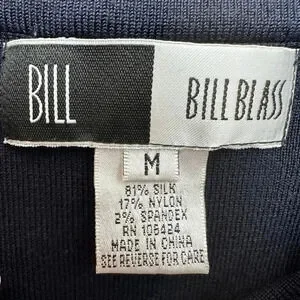 BILL
BILL BLASS
M
81% SILK
17% NYLON
2% SPANDEX
RN 106424
MADE IN CHINA
SEE REVERSE FOR CARE